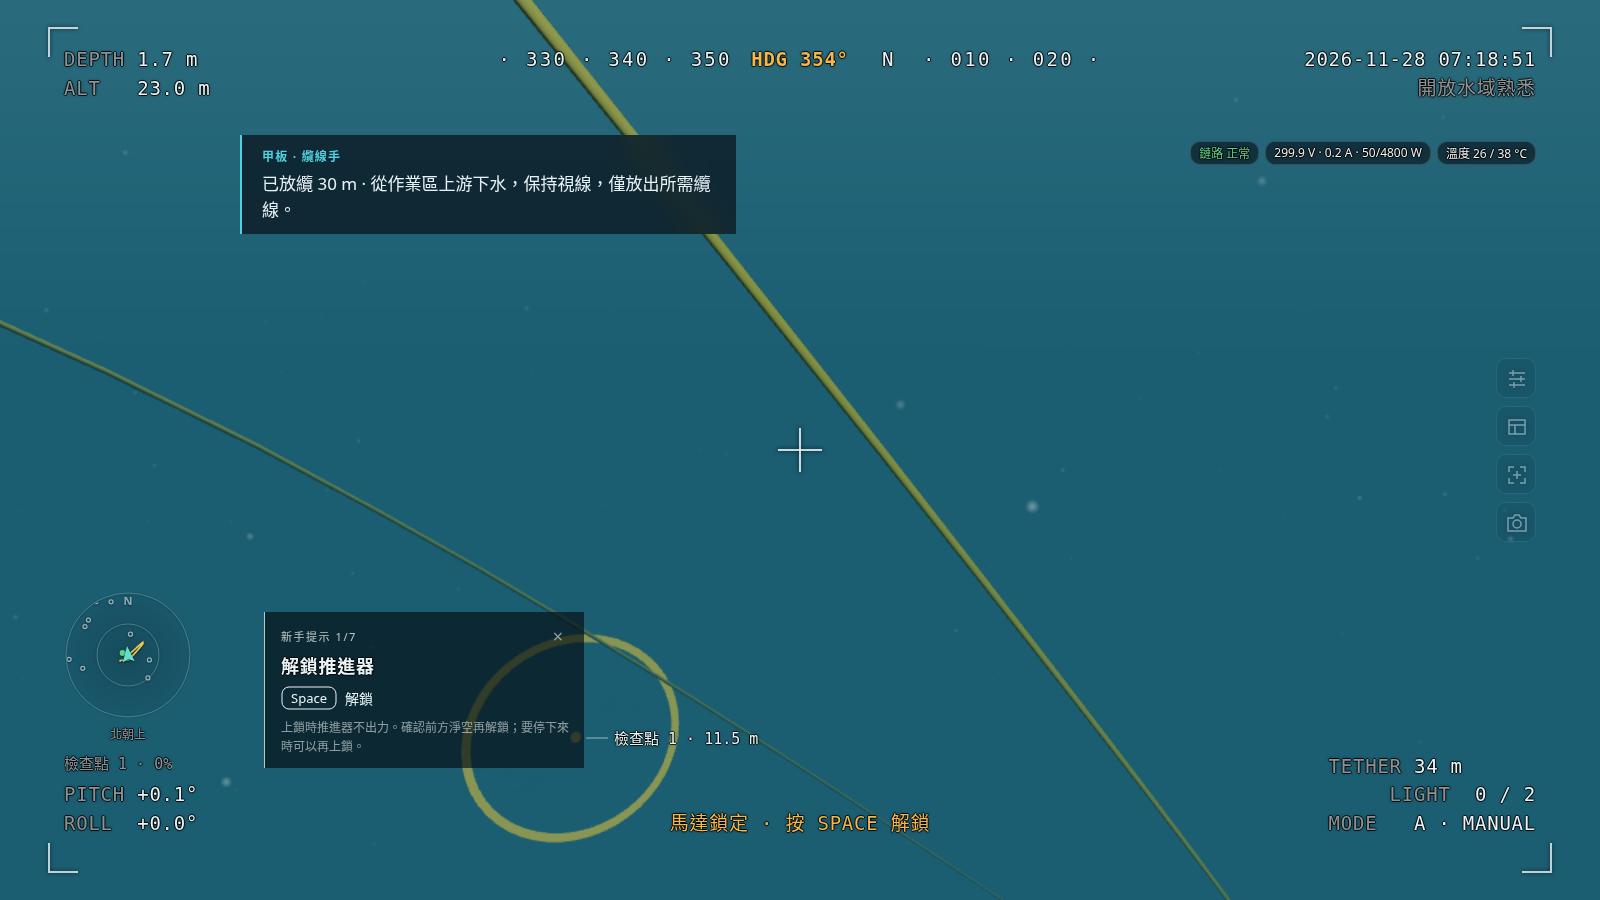 DEPTH 1.7 m
ALT 23.0 m
· 330 · 340 · 350 HDG 354° N · 010 · 020 ·
2026-11-28 07:18:51
開放水域熟悉
鏈路 正常
299.9 V · 0.2 A · 50/4800 W
溫度 26 / 38 °C
甲板 · 纜線手
已放纜 30 m · 從作業區上游下水，保持視線，僅放出所需纜
線。
N
北朝上
檢查點 1 · 0%
PITCH +0.1°
ROLL +0.0°
新手提示 1/7
解鎖推進器
Space 解鎖
上鎖時推進器不出力。確認前方淨空再解鎖；要停下來
時可以再上鎖。
檢查點 1 · 11.5 m
馬達鎖定 · 按 SPACE 解鎖
TETHER 34 m
LIGHT 0 / 2
MODE A · MANUAL